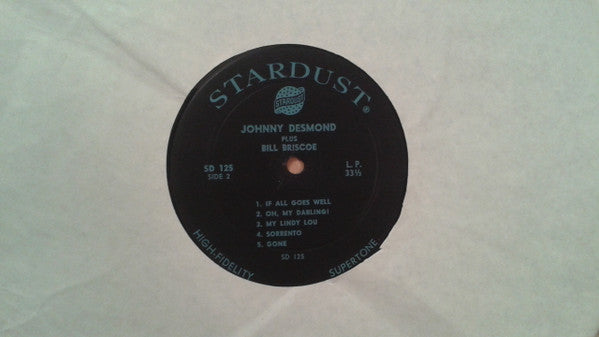 STARDUST®
STARDUST
JOHNNY DESMOND
PLUS
BILL BRISCOE
SD 125
SIDE 2
L. P.
33⅓
1. IF ALL GOES WELL
2. OH, MY DARLING!
3. MY LINDY LOU
4. SORRENTO
5. GONE
SD 125
HIGH-FIDELITY
SUPERTONE